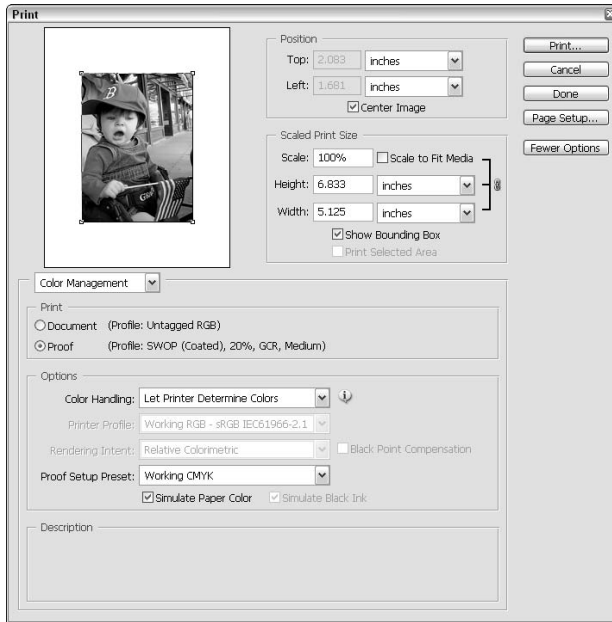 Print
Position
Top: 2.083 inches
Left: 1.681 inches
Center Image
Print...
Cancel
Done
Page Setup...
Fewer Options
Scaled Print Size
Scale: 100% Scale to Fit Media
Height: 6.833 inches
Width: 5.125 inches
Show Bounding Box
Print Selected Area
B
Color Management
Print
Document (Profile: Untagged RGB)
Proof (Profile: SWOP (Coated), 20%, GCR, Medium)
Options
Color Handling: Let Printer Determine Colors
Printer Profile: Working RGB - sRGB IEC61966-2.1
Rendering Intent: Relative Colorimetric Black Point Compensation
Proof Setup Preset: Working CMYK
Simulate Paper Color Simulate Black Ink
Description